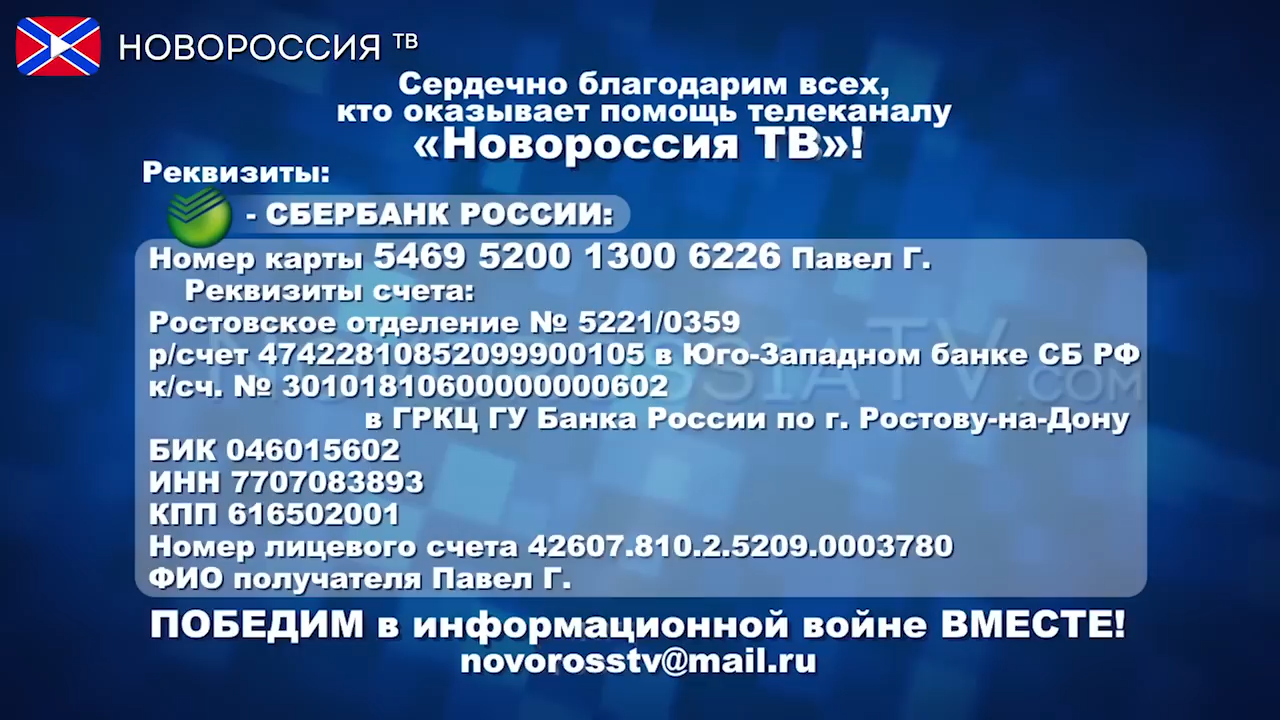 НОВОРОССИЯ ТВ
Сердечно благодарим всех,
кто оказывает помощь телеканалу
«Новороссия ТВ»!
Реквизиты:
- СБЕРБАНК РОССИИ:
Номер карты 5469 5200 1300 6226 Павел Г.
Реквизиты счета:
Ростовское отделение № 5221/0359
р/счет 47422810852099900105 в Юго-Западном банке СБ РФ
к/сч. № 30101810600000000602
в ГРКЦ ГУ Банка России по г. Ростову-на-Дону
БИК 046015602
ИНН 7707083893
КПП 616502001
Номер лицевого счета 42607.810.2.5209.0003780
ФИО получателя Павел Г.
ПОБЕДИМ в информационной войне ВМЕСТЕ!
novorosstv@mail.ru